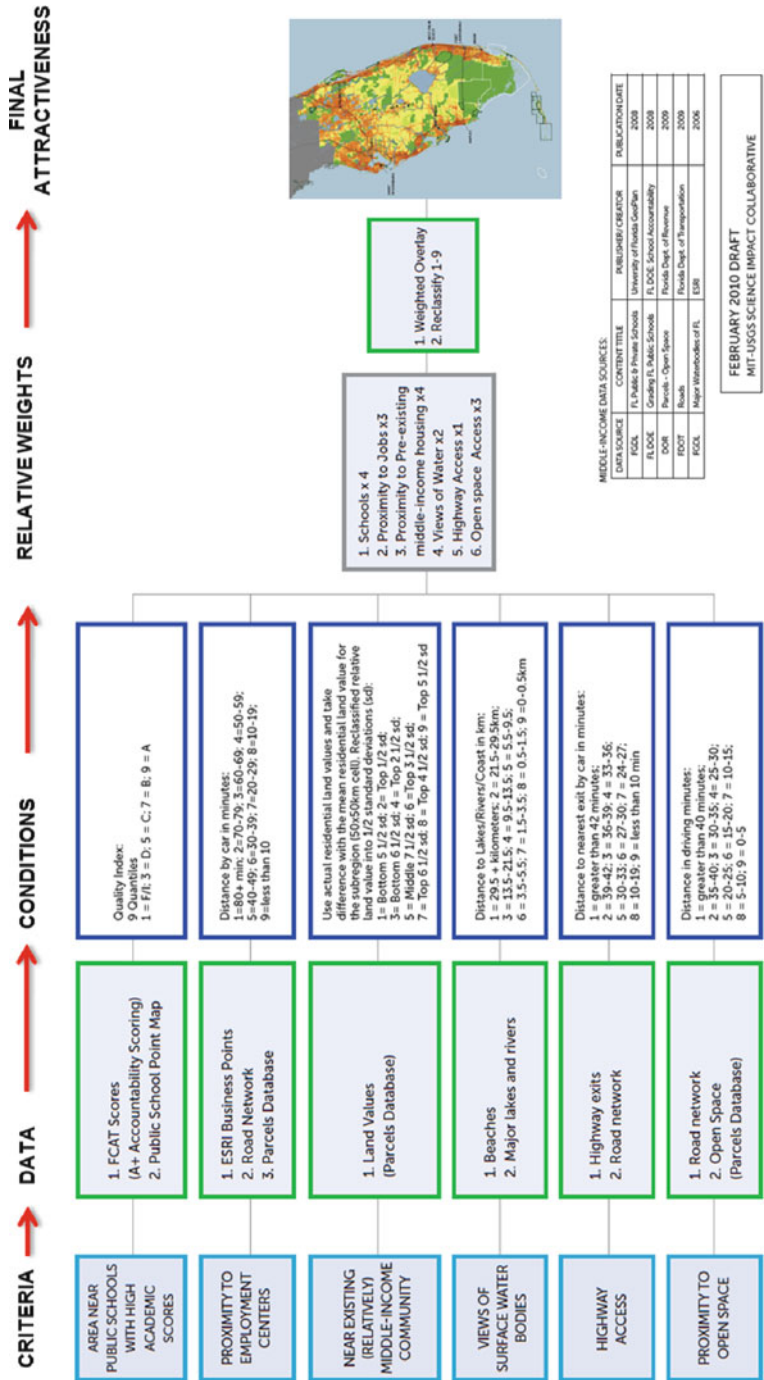 CRITERIA
DATA
CONDITIONS
RELATIVE WEIGHTS
FINAL
ATTRACTIVENESS
AREA NEAR
PUBLIC SCHOOLS
WITH HIGH
ACADEMIC
SCORES
1. FCAT Scores
(A+ Accountability Scoring)
2. Public School Point Map
Quality Index:
9 Quantiles
1 = F/I; 3 = D; 5 = C; 7 = B; 9 = A
PROXIMITY TO
EMPLOYMENT
CENTERS
1. ESRI Business Points
2. Road Network
3. Parcels Database
Distance by car in minutes:
1=80+ min; 2=70-79; 3=60-69; 4=50-59;
5=40-49; 6=30-39; 7=20-29; 8=10-19;
9=less than 10
NEAR EXISTING
(RELATIVELY)
MIDDLE-INCOME
COMMUNITY
1. Land Values
(Parcels Database)
Use actual residential land values and take
difference with the mean residential land value for
the subregion (50x50km cell). Reclassified relative
land value into 1/2 standard deviations (sd):
1= Bottom 5 1/2 sd; 2= Top 1/2 sd;
3= Bottom 6 1/2 sd; 4 = Top 2 1/2 sd;
5 = Middle 7 1/2 sd; 6 =Top 3 1/2 sd;
7 = Top 6 1/2 sd; 8 = Top 4 1/2 sd; 9 = Top 5 1/2 sd
VIEWS OF
SURFACE WATER
BODIES
1. Beaches
2. Major lakes and rivers
Distance to Lakes/Rivers/Coast in km:
1 = 29.5 + kilometers; 2 = 21.5-29.5km;
3 = 13.5-21.5; 4 = 9.5-13.5; 5 = 5.5-9.5;
6 = 3.5-5.5; 7 = 1.5-3.5; 8 = 0.5-1.5; 9 =0-0.5km
HIGHWAY
ACCESS
1. Highway exits
2. Road network
Distance to nearest exit by car in minutes:
1 = greater than 42 minutes;
2 = 39-42; 3 = 36-39; 4 = 33-36;
5 = 30-33; 6 = 27-30; 7 = 24-27;
8 = 10-19; 9 = less than 10 min
PROXIMITY TO
OPEN SPACE
1. Road network
2. Open Space
(Parcels Database)
Distance in driving minutes:
1 = greater than 40 minutes;
2 = 35-40; 3 = 30-35; 4= 25-30;
5 = 20-25; 6 = 15-20; 7 = 10-15;
8 = 5-10; 9 = 0-5
1. Schools x 4
2. Proximity to Jobs x3
3. Proximity to Pre-existing
middle-income housing x4
4. Views of Water x2
5. Highway Access x1
6. Open space Access x3
1. Weighted Overlay
2. Reclassify 1-9
MIDDLE-INCOME DATA SOURCES:
DATA SOURCE CONTENT TITLE PUBLISHER/ CREATOR PUBLICATION DATE
FGDL FL Public & Private Schools University of Florida GeoPlan 2008
FL DOE Grading FL Public Schools FL DOE: School Accountability 2008
DOR Parcels - Open Space Florida Dept. of Revenue 2009
FDOT Roads Florida Dept. of Transportation 2009
FGDL Major Waterbodies of FL ESRI 2006
FEBRUARY 2010 DRAFT
MIT-USGS SCIENCE IMPACT COLLABORATIVE